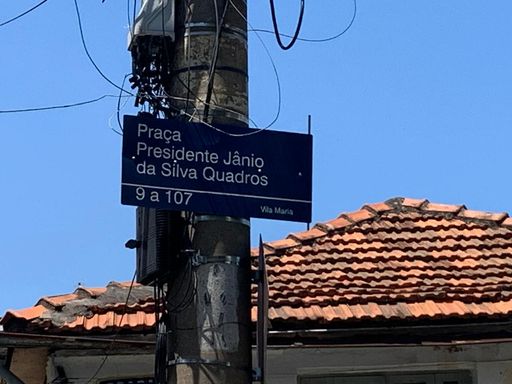 Praça
Presidente Jânio
da Silva Quadros
9 a 107
Vila Maria